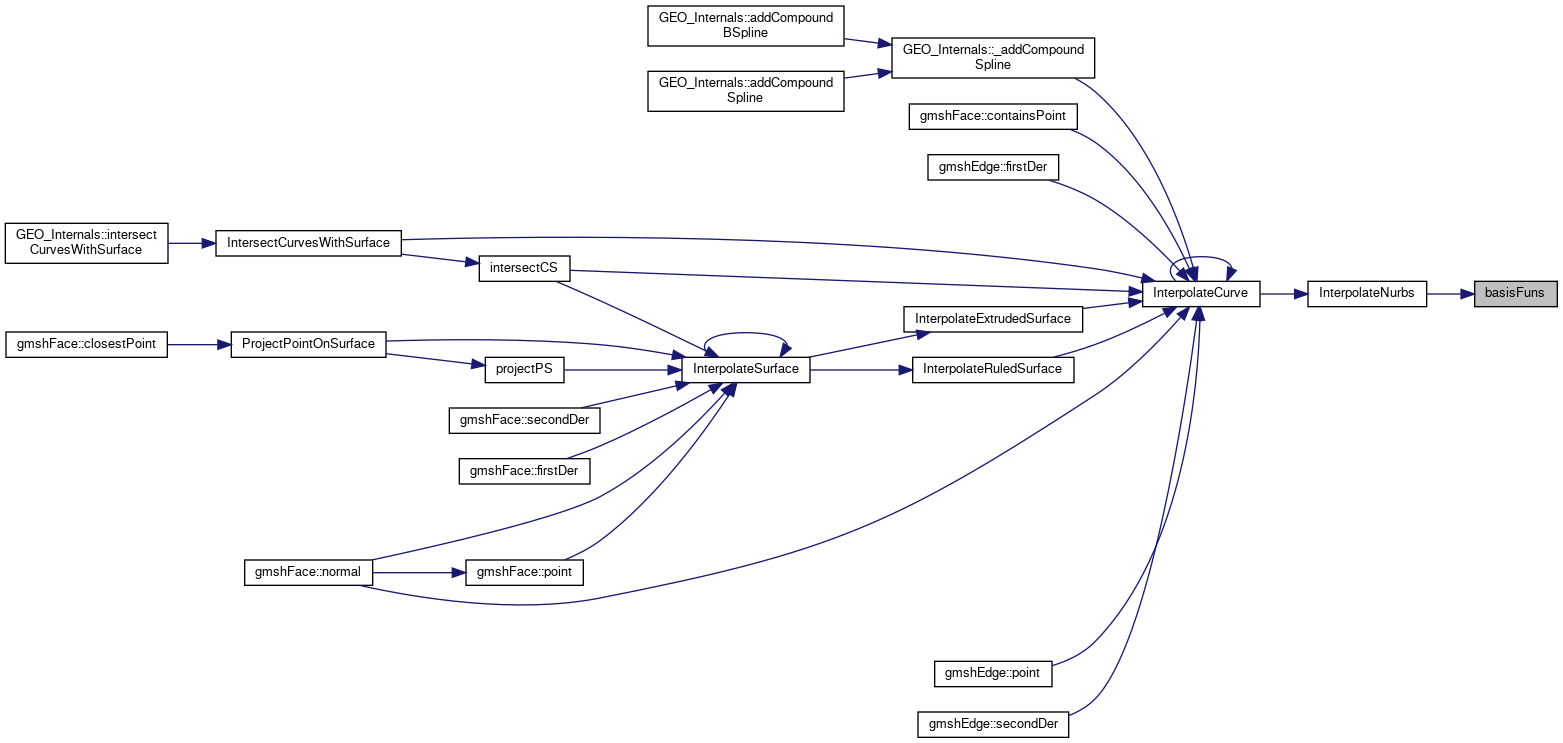 GEO_Internals::addCompound
BSpline
GEO_Internals::_addCompound
Spline
GEO_Internals::addCompound
Spline
gmshFace::containsPoint
gmshEdge::firstDer
GEO_Internals::intersect
CurvesWithSurface
IntersectCurvesWithSurface
intersectCS
InterpolateCurve
InterpolateNurbs
basisFuns
InterpolateExtrudedSurface
gmshFace::closestPoint
ProjectPointOnSurface
projectPS
InterpolateSurface
InterpolateRuledSurface
gmshFace::secondDer
gmshFace::firstDer
gmshFace::normal
gmshFace::point
gmshEdge::point
gmshEdge::secondDer